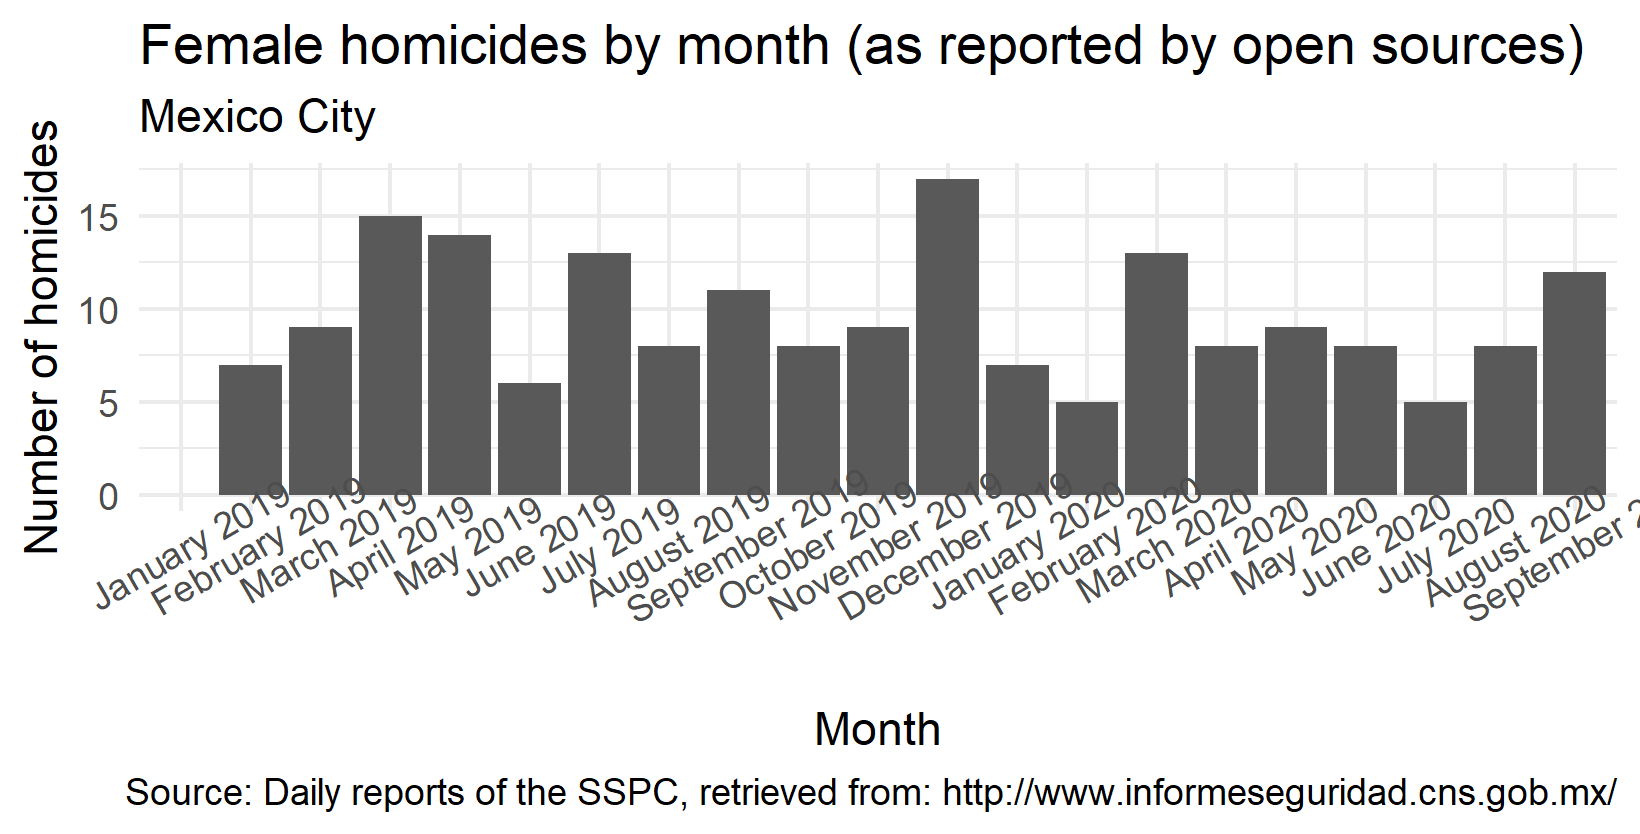 Female homicides by month (as reported by open sources)
Mexico City
Number of homicides
15
10
5
0
January 2019
February 2019
March 2019
April 2019
May 2019
June 2019
July 2019
August 2019
September 2019
October 2019
November 2019
December 2019
January 2020
February 2020
March 2020
April 2020
May 2020
June 2020
July 2020
August 2020
September 2
Month
Source: Daily reports of the SSPC, retrieved from: http://www.informeseguridad.cns.gob.mx/